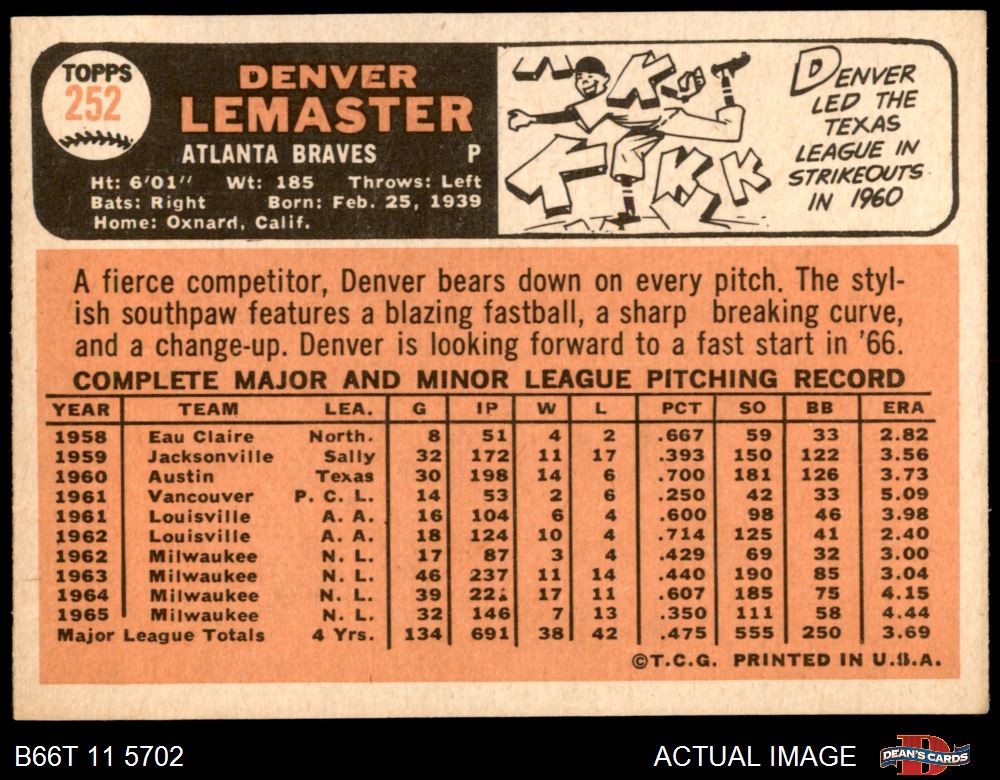 TOPPS
252
DENVER
LEMASTER
ATLANTA BRAVES P
Ht: 6'01" Wt: 185 Throws: Left
Bats: Right Born: Feb. 25, 1939
Home: Oxnard, Calif.
K
K
K
K
DENVER
LED THE
TEXAS
LEAGUE IN
STRIKEOUTS
IN 1960
A fierce competitor, Denver bears down on every pitch. The styl-
ish southpaw features a blazing fastball, a sharp breaking curve,
and a change-up. Denver is looking forward to a fast start in '66.
COMPLETE MAJOR AND MINOR LEAGUE PITCHING RECORD
YEAR TEAM LEA. G IP W L PCT SO BB ERA
1958 Eau Claire North. 8 51 4 2 .667 59 33 2.82
1959 Jacksonville Sally 32 172 11 17 .393 150 122 3.56
1960 Austin Texas 30 198 14 6 .700 181 126 3.73
1961 Vancouver P. C. L. 14 53 2 6 .250 42 33 5.09
1961 Louisville A. A. 16 104 6 4 .600 98 46 3.98
1962 Louisville A. A. 18 124 10 4 .714 125 41 2.40
1962 Milwaukee N. L. 17 87 3 4 .429 69 32 3.00
1963 Milwaukee N. L. 46 237 11 14 .440 190 85 3.04
1964 Milwaukee N. L. 39 17 11 .607 185 75 4.15
1965 Milwaukee N. L. 32 146 7 13 .350 111 58 4.44
Major League Totals 4 Yrs. 134 691 38 42 .475 555 250 3.69
©T.C.G. PRINTED IN U.S.A.
B66T 11 5702 ACTUAL IMAGE DEAN'S CARDS